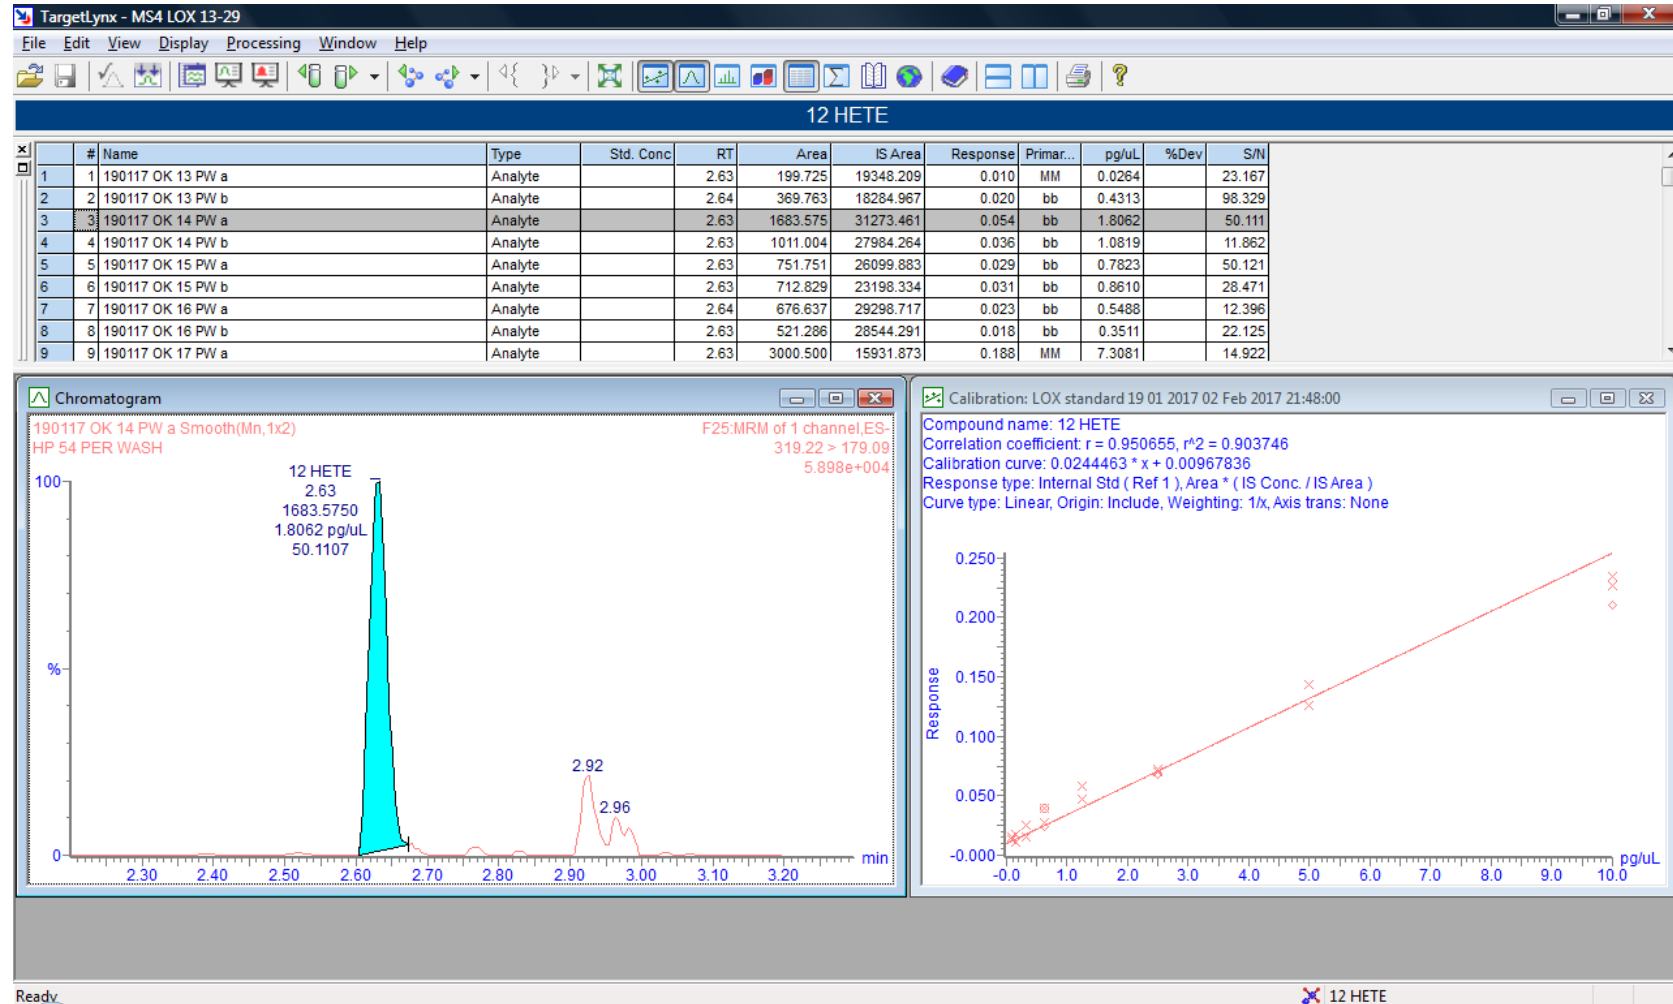 TargetLynx - MS4 LOX 13-29
File Edit View Display Processing Window Help
12 HETE
# Name Type Std. Conc RT Area IS Area Response Primar... pg/uL %Dev S/N
1 1 190117 OK 13 PW a Analyte 2.63 199.725 19348.209 0.010 MM 0.0264 23.167
2 2 190117 OK 13 PW b Analyte 2.64 369.763 18284.967 0.020 bb 0.4313 98.329
3 3 190117 OK 14 PW a Analyte 2.63 1683.575 31273.461 0.054 bb 1.8062 50.111
4 4 190117 OK 14 PW b Analyte 2.63 1011.004 27984.264 0.036 bb 1.0819 11.862
5 5 190117 OK 15 PW a Analyte 2.63 751.751 26099.883 0.029 bb 0.7823 50.121
6 6 190117 OK 15 PW b Analyte 2.63 712.829 23198.334 0.031 bb 0.8610 28.471
7 7 190117 OK 16 PW a Analyte 2.64 676.637 29298.717 0.023 bb 0.5488 12.396
8 8 190117 OK 16 PW b Analyte 2.63 521.286 28544.291 0.018 bb 0.3511 22.125
9 9 190117 OK 17 PW a Analyte 2.63 3000.500 15931.873 0.188 MM 7.3081 14.922
Chromatogram
190117 OK 14 PW a Smooth(Mn,1x2) F25:MRM of 1 channel,ES-
HP 54 PER WASH 319.22 > 179.09
5.898e+004
12 HETE
2.63
1683.5750
1.8062 pg/uL
50.1107
100
%
0
2.92
2.96
min
2.30 2.40 2.50 2.60 2.70 2.80 2.90 3.00 3.10 3.20
Calibration: LOX standard 19 01 2017 02 Feb 2017 21:48:00
Compound name: 12 HETE
Correlation coefficient: r = 0.950655, r^2 = 0.903746
Calibration curve: 0.0244463 * x + 0.00967836
Response type: Internal Std ( Ref 1 ), Area * ( IS Conc. / IS Area )
Curve type: Linear, Origin: Include, Weighting: 1/x, Axis trans: None
0.250
0.200
0.150
0.100
0.050
-0.000
Response
pg/uL
-0.0 1.0 2.0 3.0 4.0 5.0 6.0 7.0 8.0 9.0 10.0
Ready 12 HETE